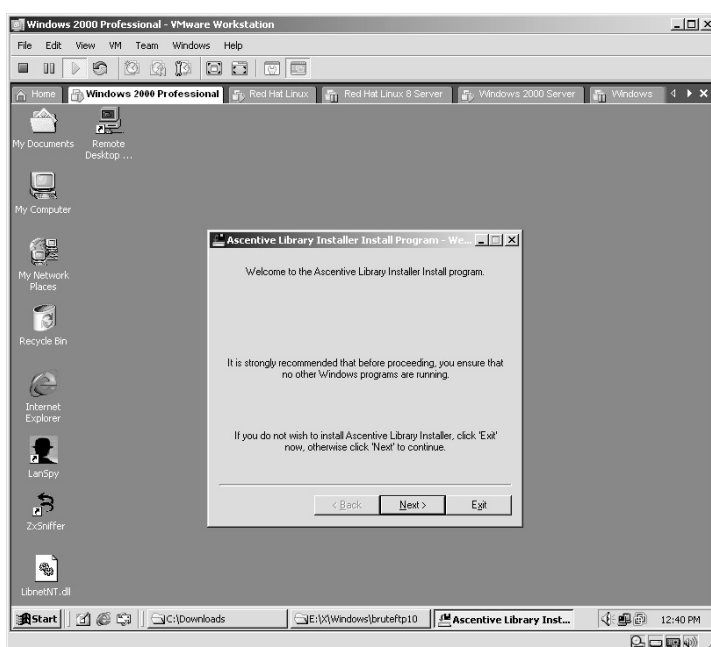 Windows 2000 Professional - VMware Workstation
File Edit View VM Team Windows Help
Home Windows 2000 Professional Red Hat Linux Red Hat Linux 8 Server Windows 2000 Server Windows
My Documents
Remote
Desktop ...
My Computer
My Network
Places
Recycle Bin
Internet
Explorer
LanSpy
ZxSniffer
LibnetNT.dll
Ascentive Library Installer Install Program - We...
Welcome to the Ascentive Library Installer Install program.
It is strongly recommended that before proceeding, you ensure that
no other Windows programs are running.
If you do not wish to install Ascentive Library Installer, click 'Exit'
now, otherwise click 'Next' to continue.
< Back Next > Exit
Start C:\Downloads E:\X\Windows\bruteftp10 Ascentive Library Inst... 12:40 PM